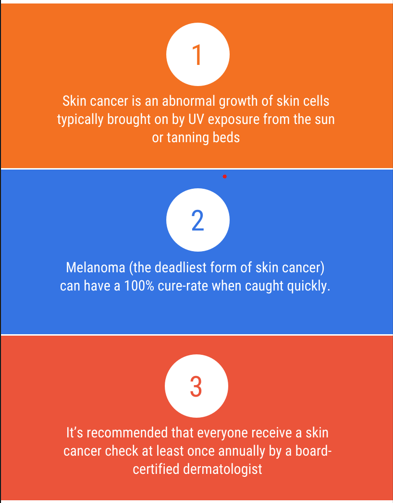 1
Skin cancer is an abnormal growth of skin cells
typically brought on by UV exposure from the sun
or tanning beds
2
Melanoma (the deadliest form of skin cancer)
can have a 100% cure-rate when caught quickly.
3
It's recommended that everyone receive a skin
cancer check at least once annually by a board-
certified dermatologist